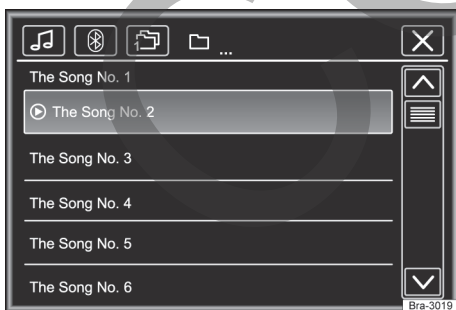 1 ...
The Song No. 1
The Song No. 2
The Song No. 3
The Song No. 4
The Song No. 5
The Song No. 6
Bra-3019